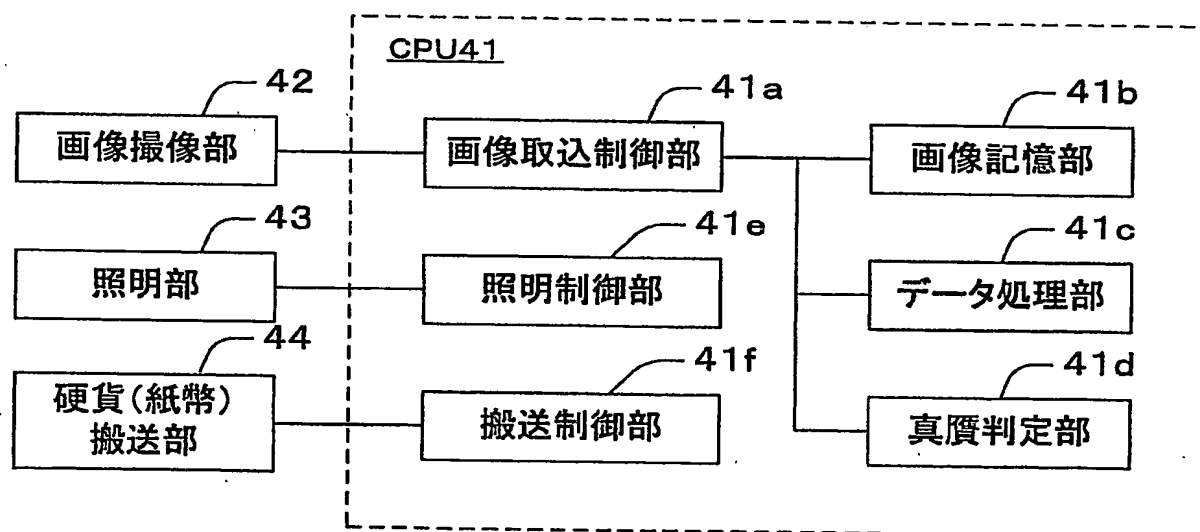 CPU41
42
画像撮像部
41a
画像取込制御部
41b
画像記憶部
43
照明部
41e
照明制御部
41c
データ処理部
44
硬貨(紙幣)
搬送部
41f
搬送制御部
41d
真贋判定部